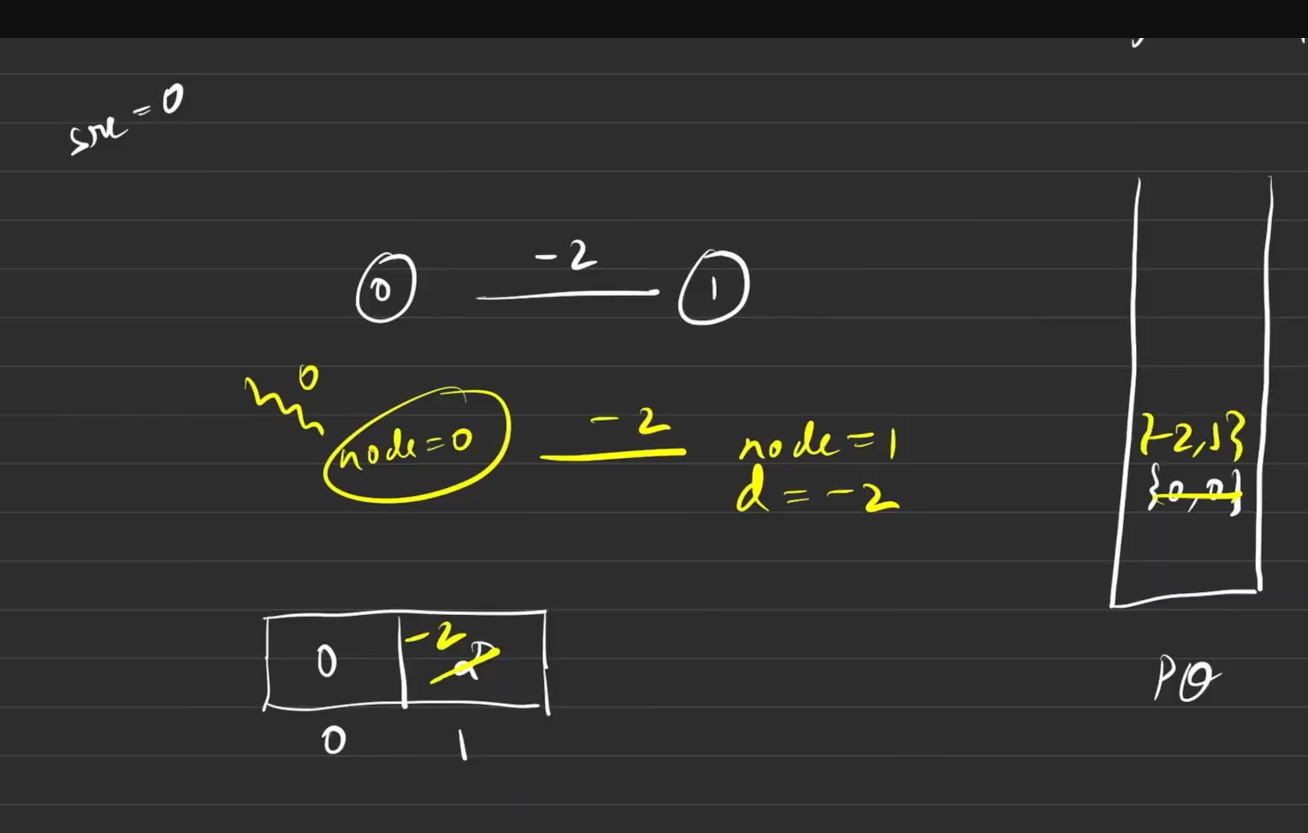 src = 0
-2
0 1
0
node=0 -2 node = 1
d = -2
{-2,1}
{0,0}
0 -2
0 1
PQ